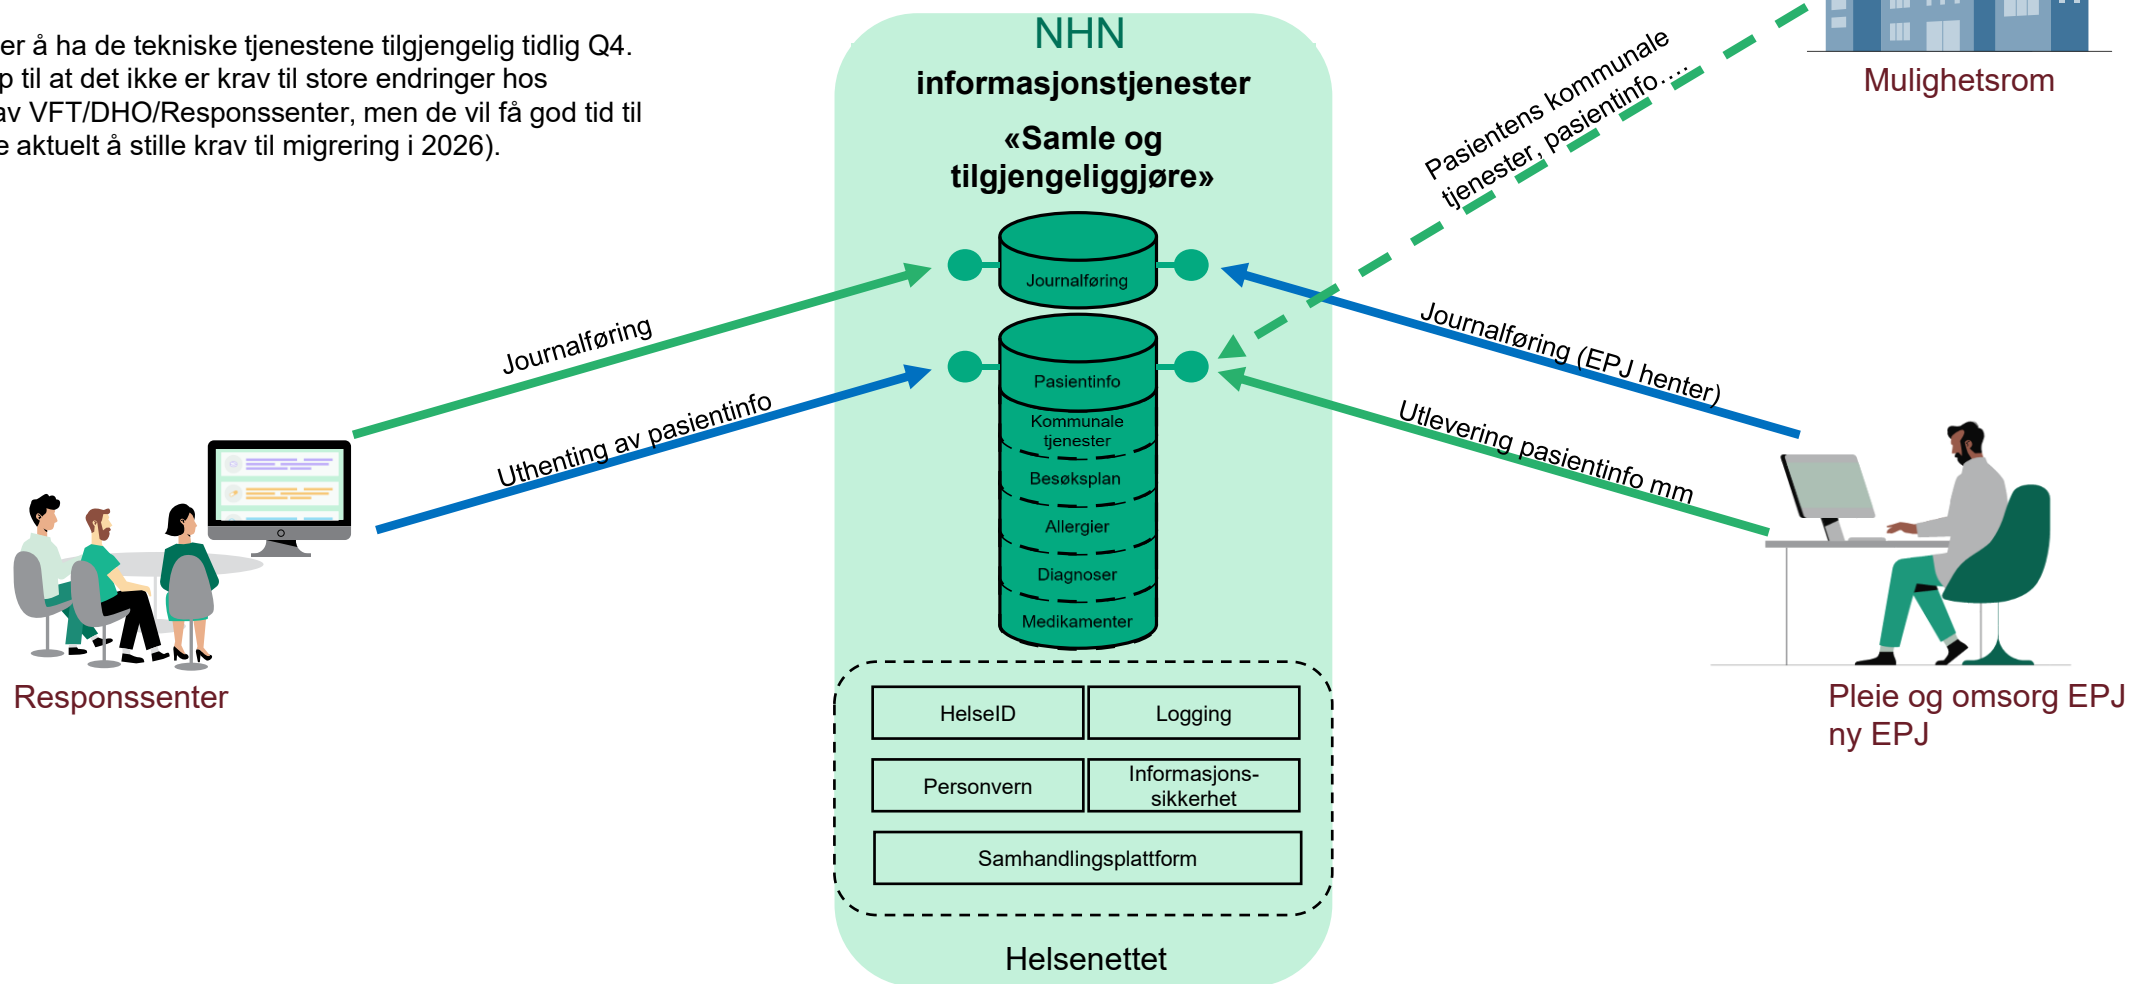 er å ha de tekniske tjenestene tilgjengelig tidlig Q4.
p til at det ikke er krav til store endringer hos
av VFT/DHO/Responssenter, men de vil få god tid til
e aktuelt å stille krav til migrering i 2026).
NHN
informasjonstjenester
«Samle og
tilgjengeliggjøre»
Pasientens kommunale
tjenester, pasientinfo….
Mulighetsrom
Journalføring
Journalføring
Journalføring (EPJ henter)
Uthenting av pasientinfo
Utlevering pasientinfo mm
Pasientinfo
Kommunale
tjenester
Besøksplan
Allergier
Diagnoser
Medikamenter
Responssenter
Pleie og omsorg EPJ
ny EPJ
HelseID
Logging
Personvern
Informasjons-
sikkerhet
Samhandlingsplattform
Helsenettet